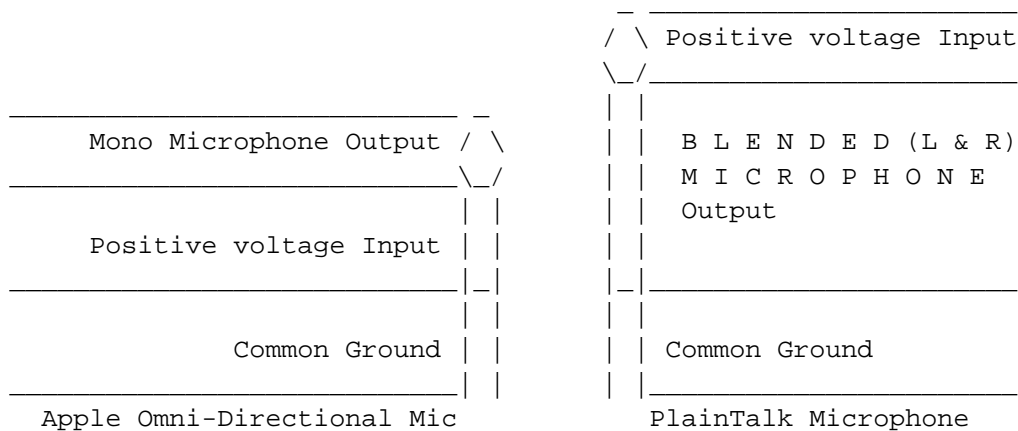 Positive voltage Input
Mono Microphone Output
B L E N D E D (L & R)
M I C R O P H O N E
Output
Positive voltage Input
Common Ground
Common Ground
Apple Omni-Directional Mic
PlainTalk Microphone